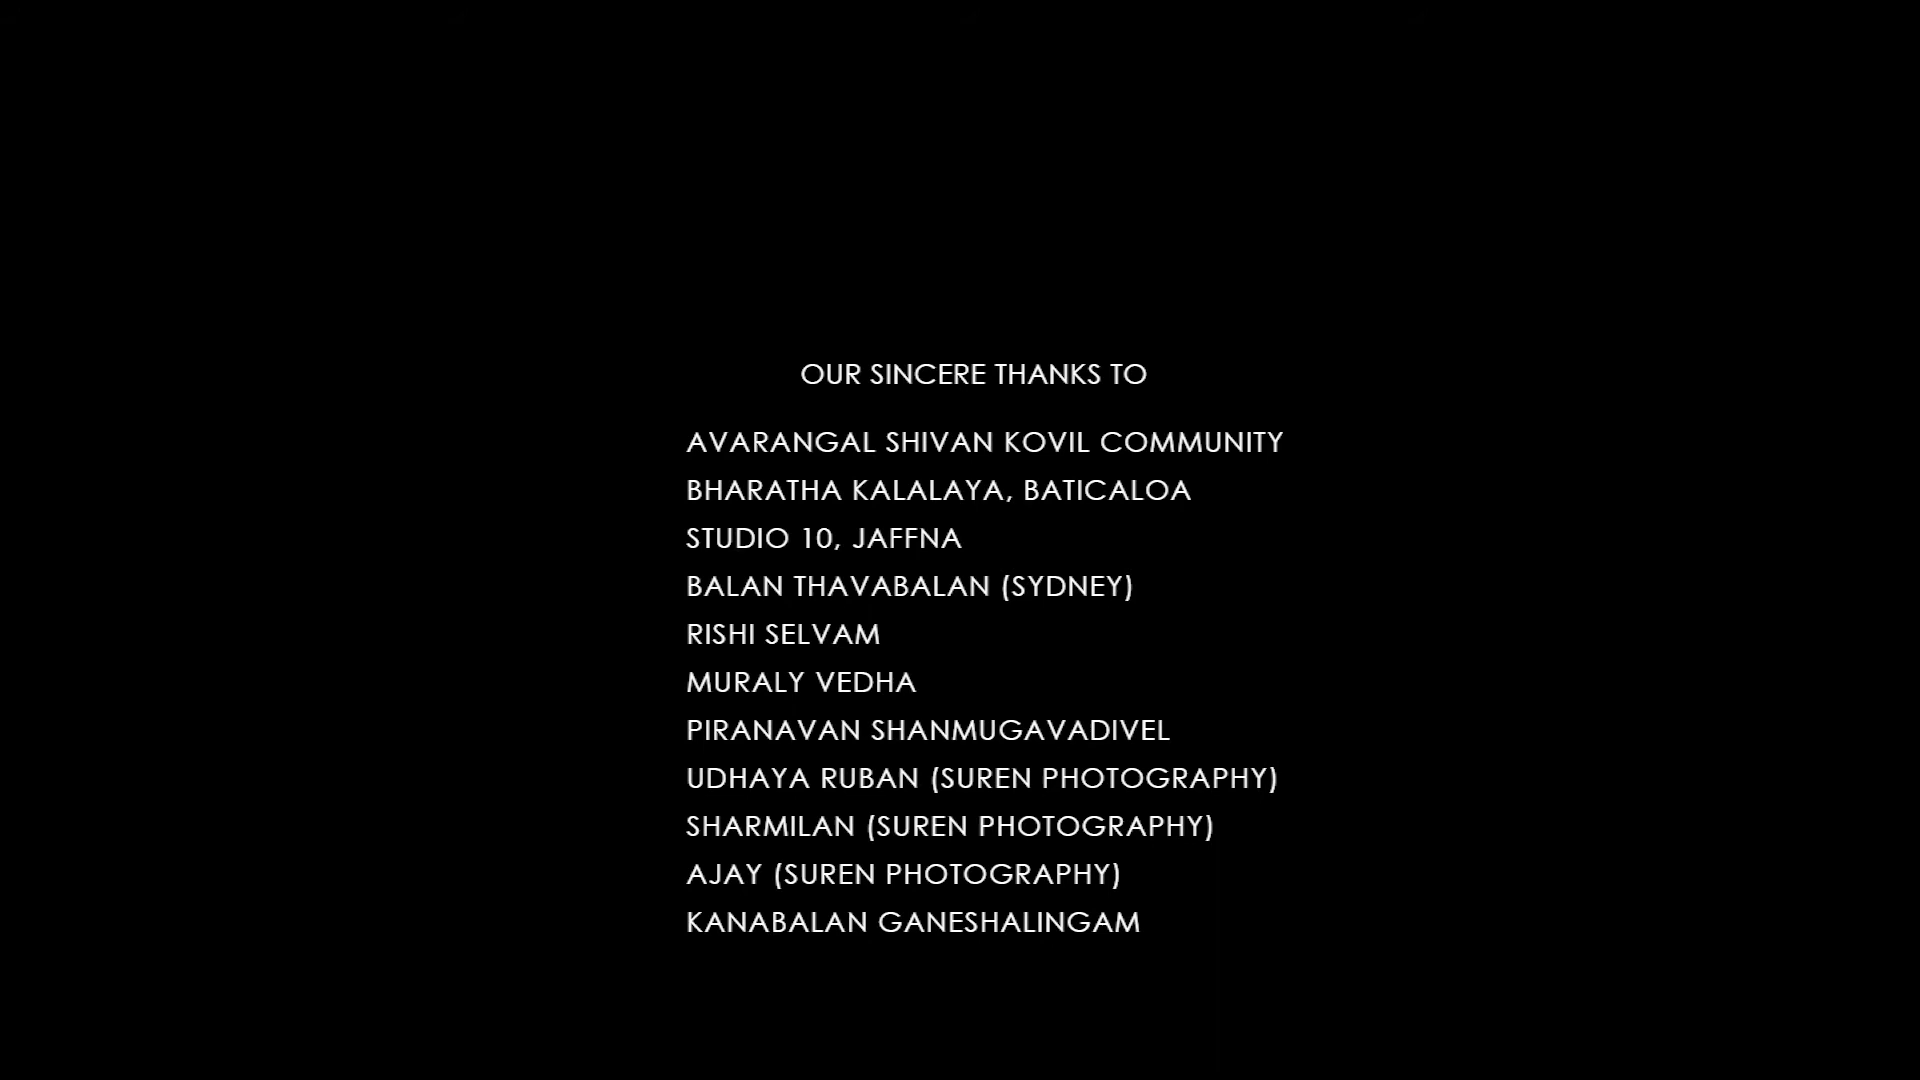 OUR SINCERE THANKS TO
AVARANGAL SHIVAN KOVIL COMMUNITY
BHARATHA KALALAYA, BATICALOA
STUDIO 10, JAFFNA
BALAN THAVABALAN (SYDNEY)
RISHI SELVAM
MURALY VEDHA
PIRANAVAN SHANMUGAVADIVEL
UDHAYA RUBAN (SUREN PHOTOGRAPHY)
SHARMILAN (SUREN PHOTOGRAPHY)
AJAY (SUREN PHOTOGRAPHY)
KANABALAN GANESHALINGAM